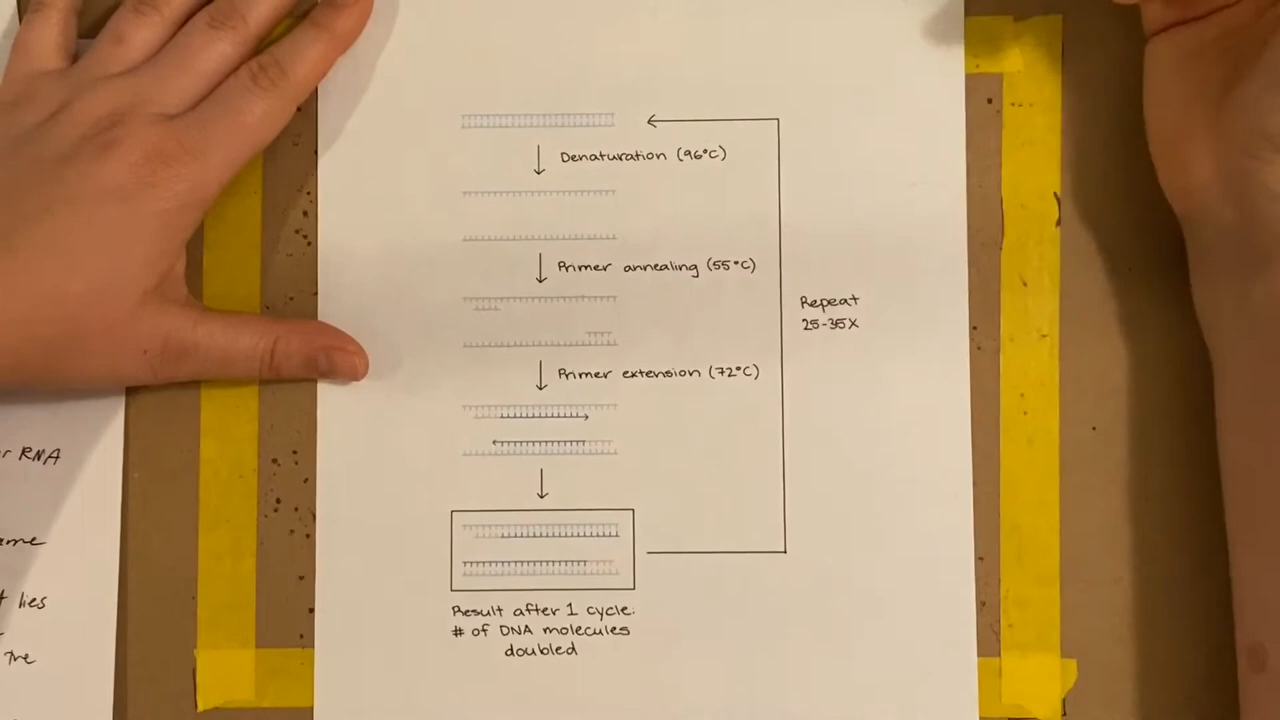 Denaturation (96°C)
Primer annealing (55°C)
Repeat
25-35X
Primer extension (72°C)
Result after 1 cycle:
# of DNA molecules
doubled
r RNA
ame
lies
the